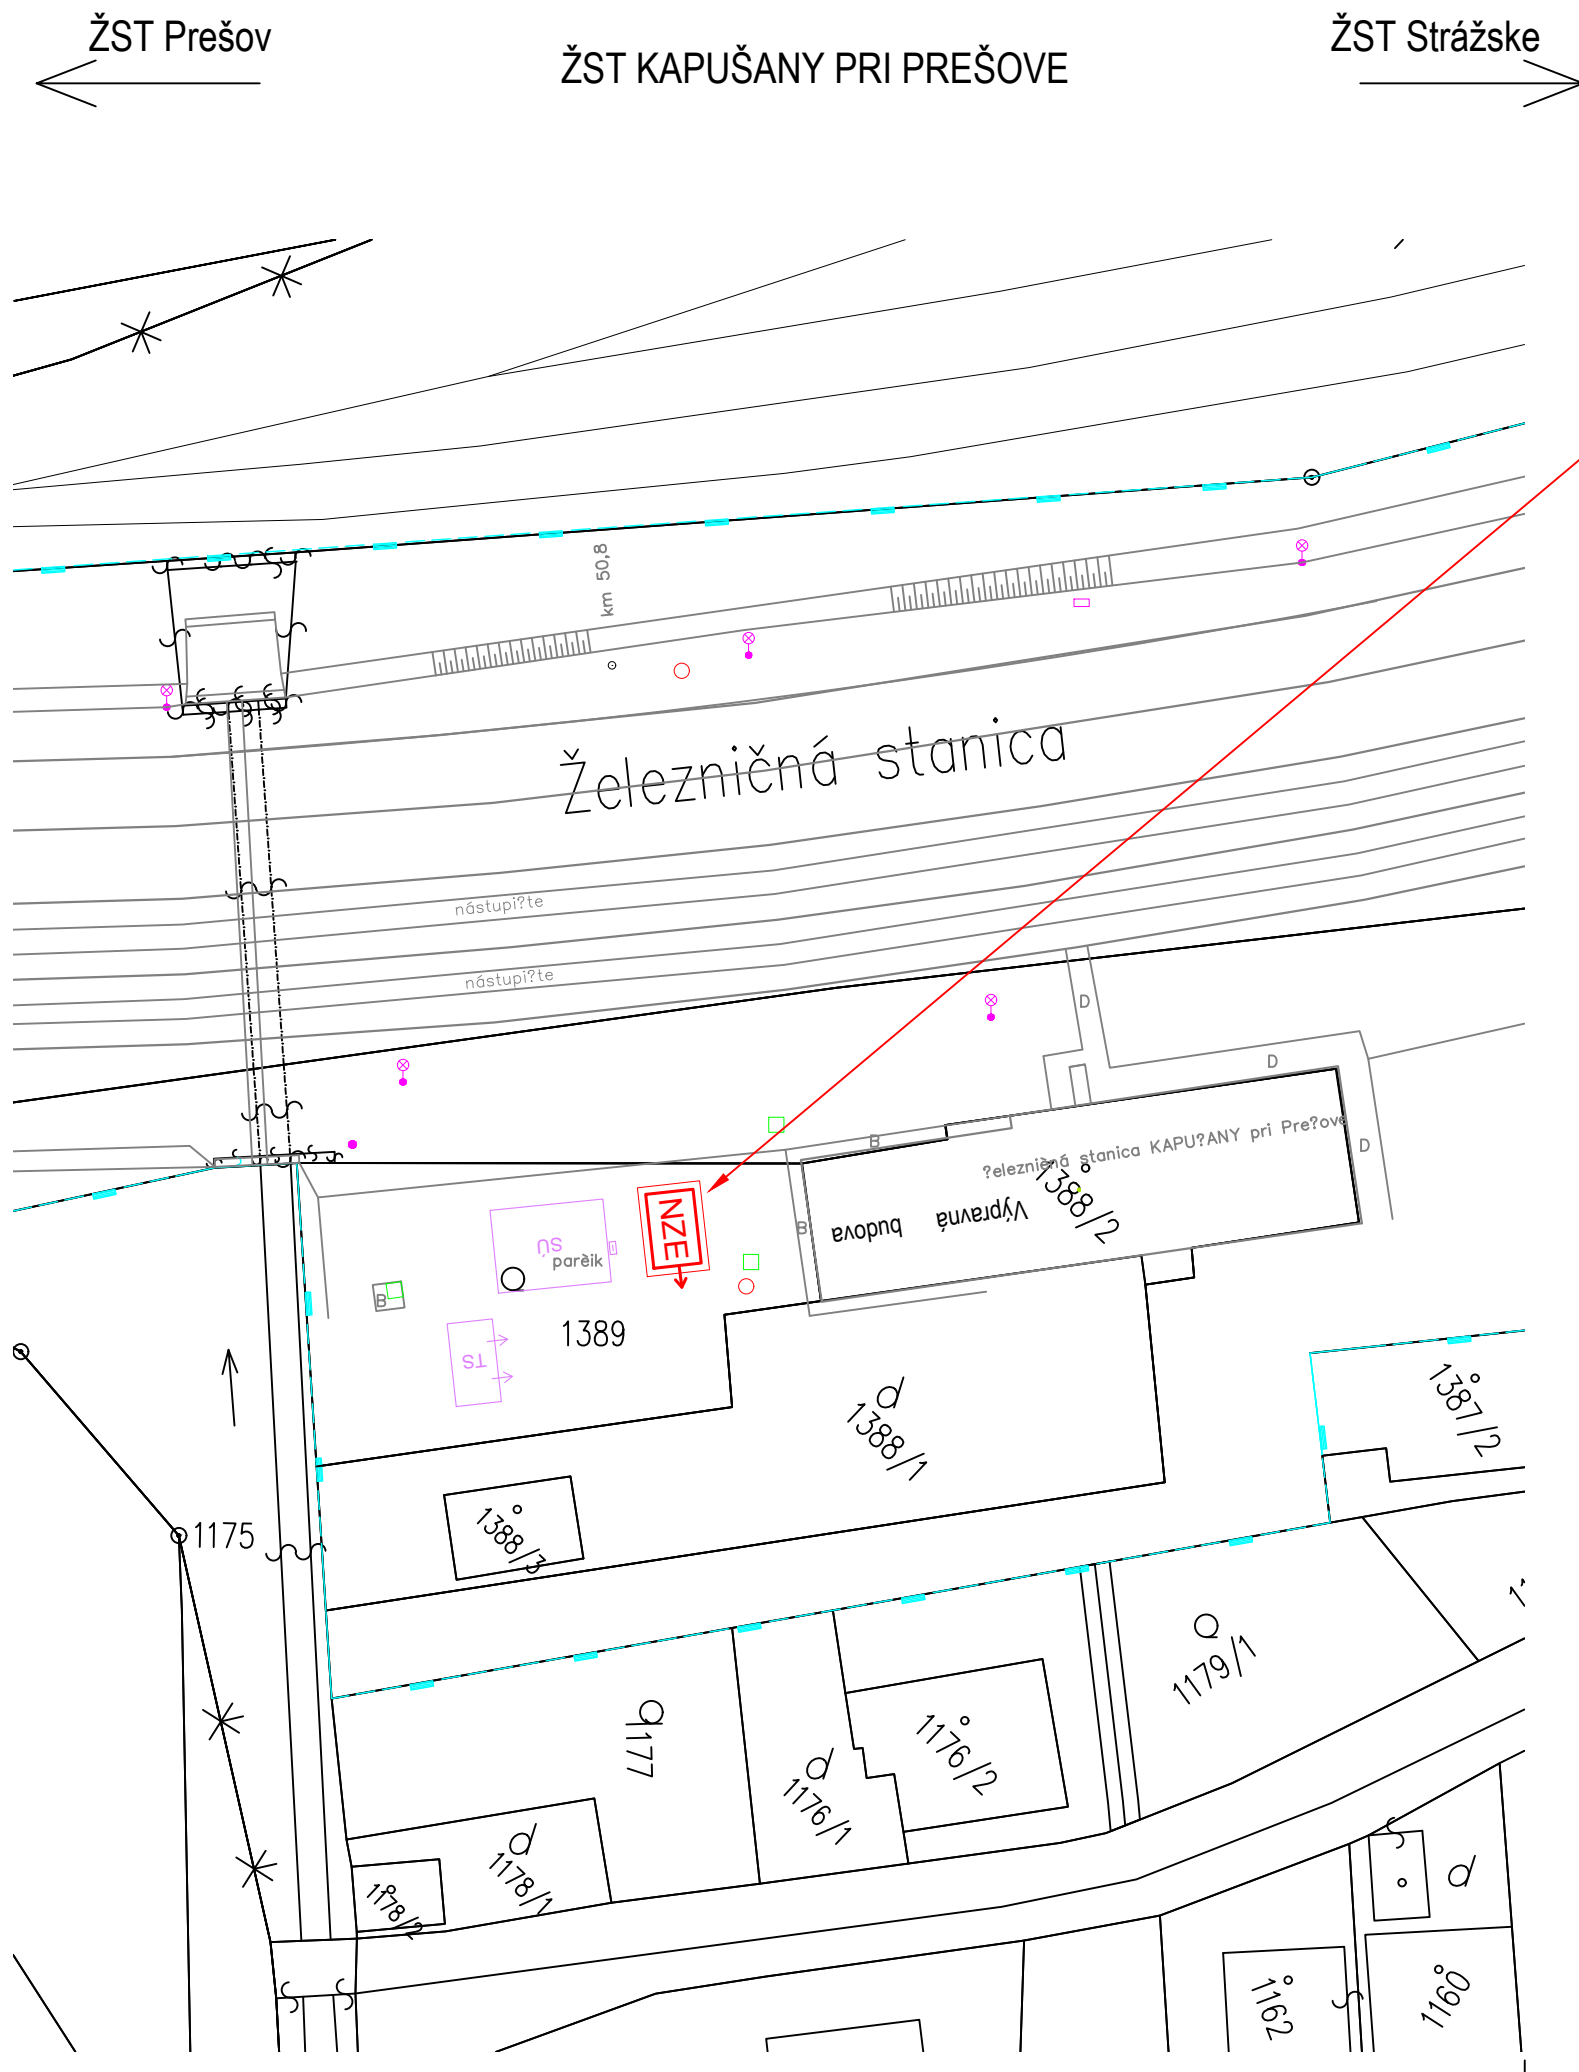 ŽST Prešov
ŽST KAPUŠANY PRI PREŠOVE
ŽST Strážske
km 50,8
Železničná stanica
nástupi?te
nástupi?te
D
D
D
B
B
B
?eleznièná stanica KAPU?ANY pri Pre?ove
1388/2
Výpravná
budova
NZE
SÚ
parèik
TS
1389
1388/1
1387/2
1388/3
1175
1179/1
1177
1176/2
1176/1
1178/1
1178/2
1162
1160